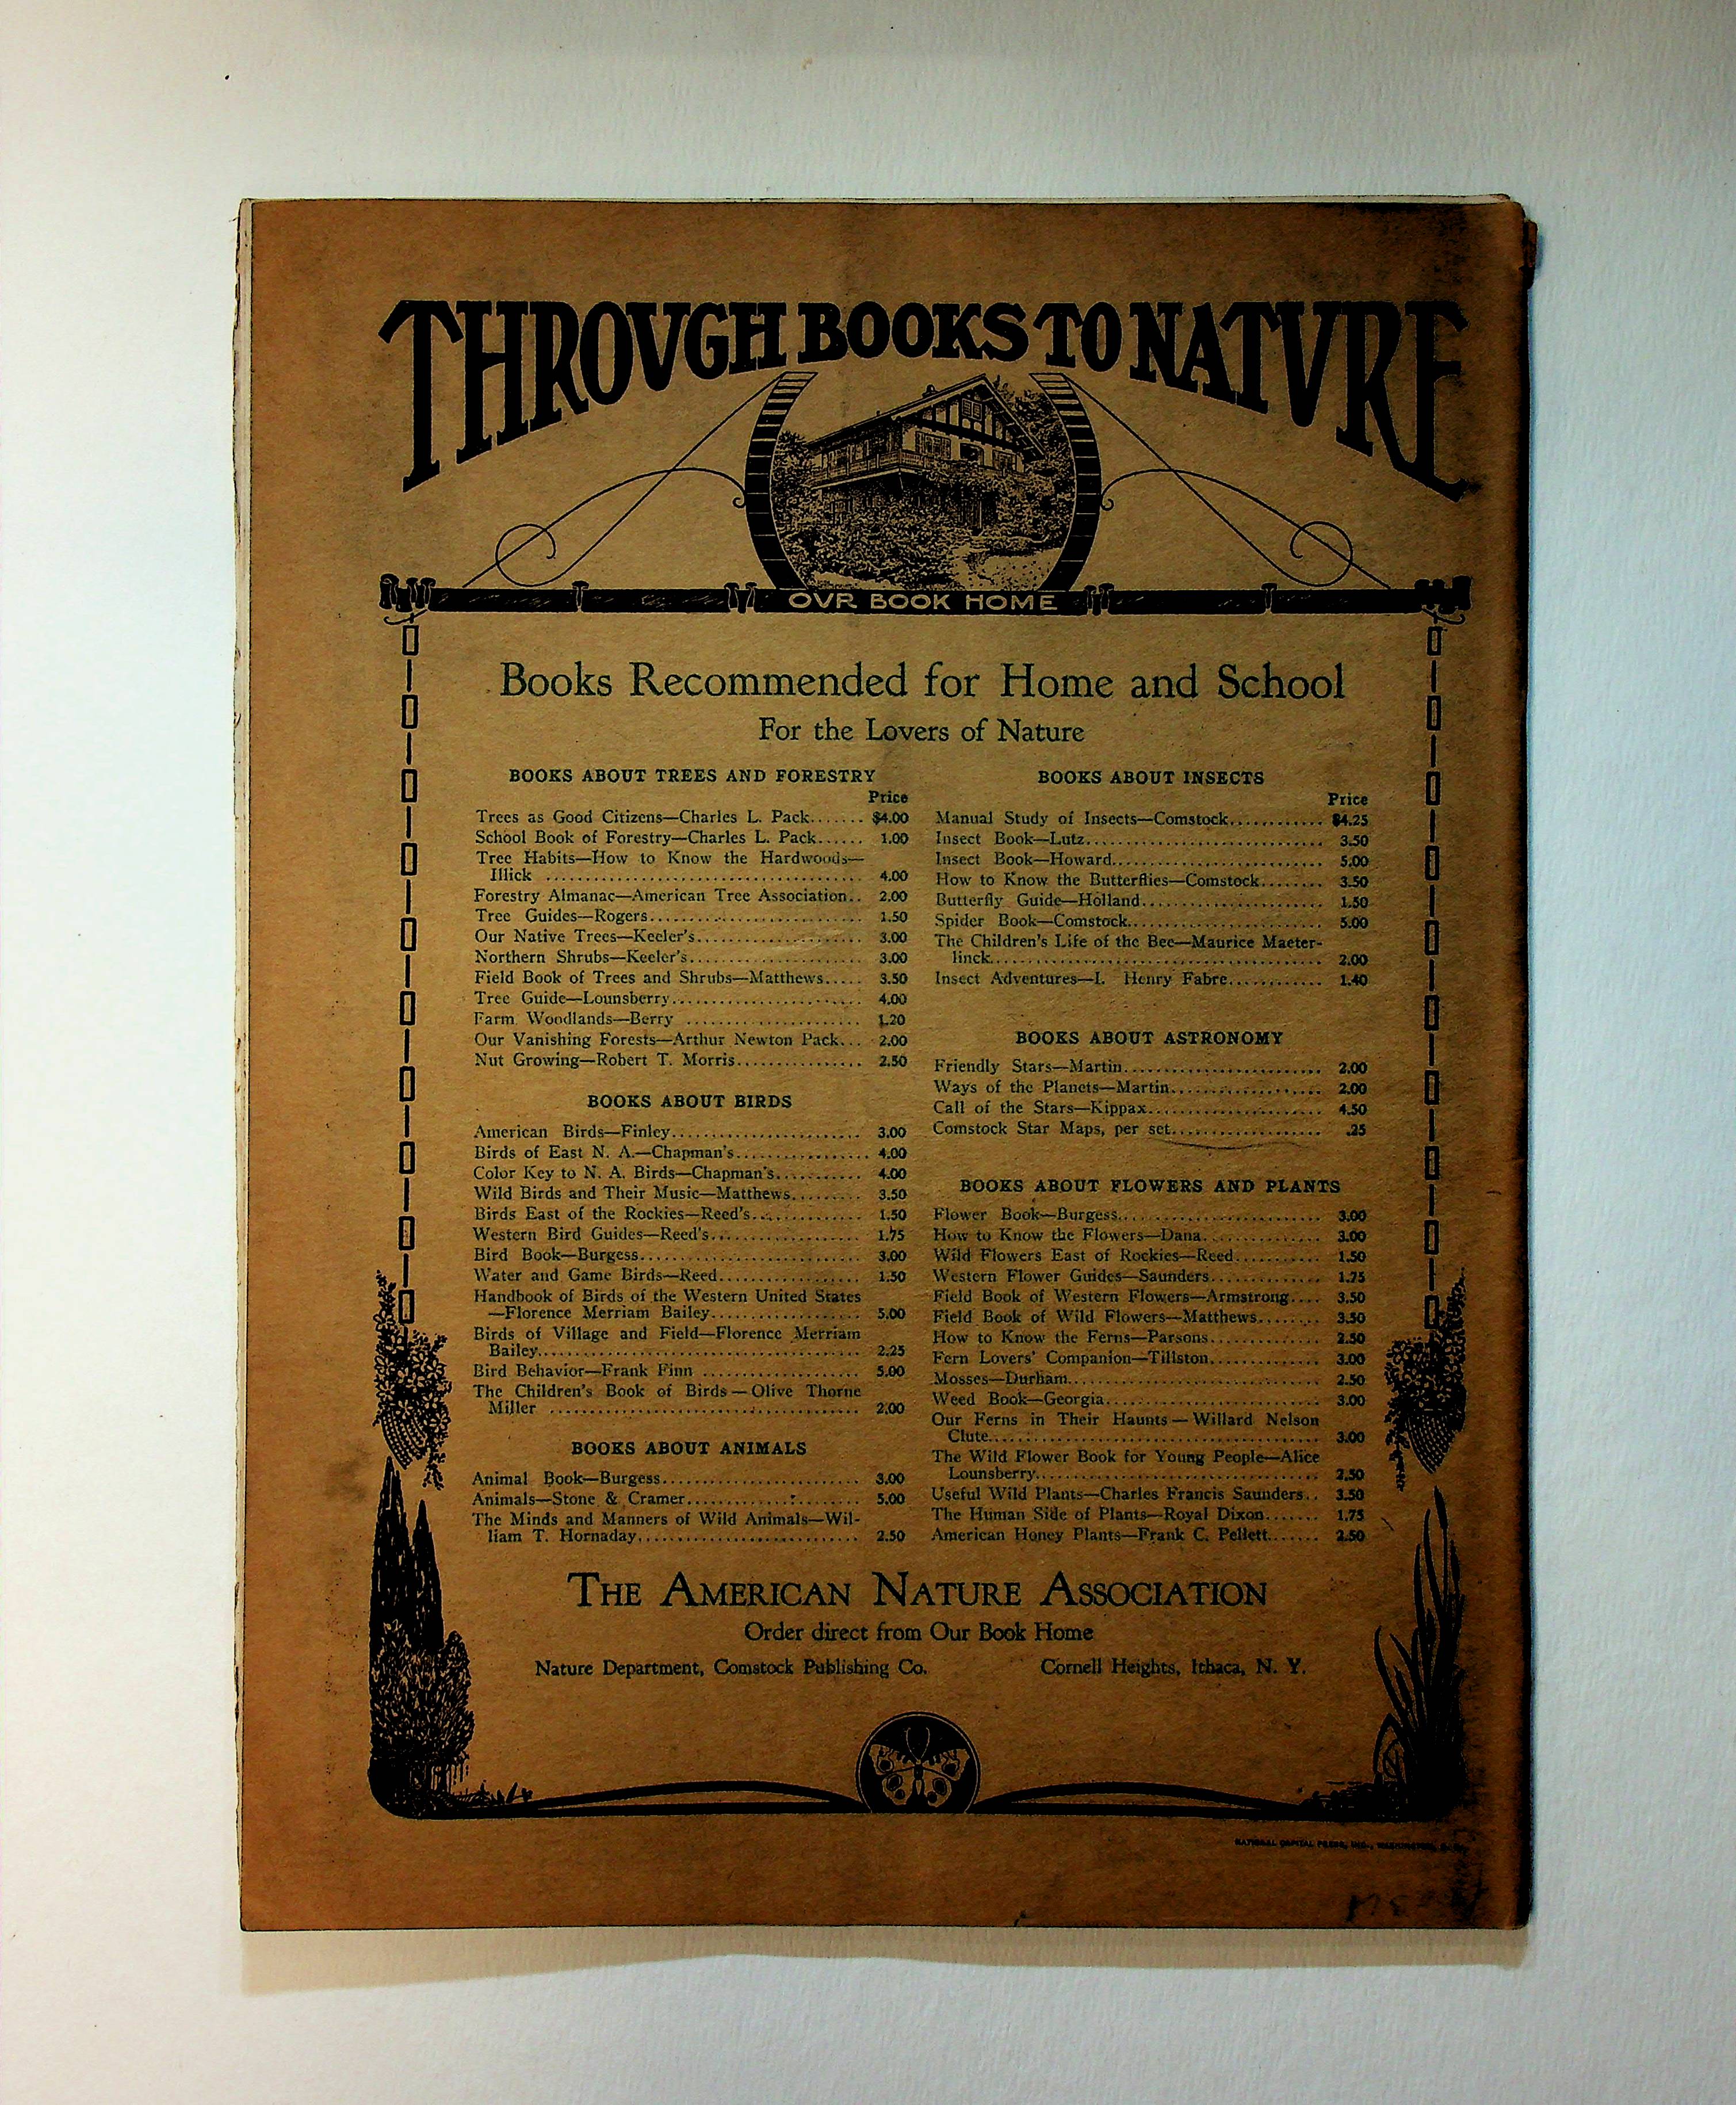 THROVGH BOOKS TO NATVRE
OVR BOOK HOME
Books Recommended for Home and School
For the Lovers of Nature
BOOKS ABOUT TREES AND FORESTRY
Price
Trees as Good Citizens—Charles L. Pack....... $4.00
School Book of Forestry—Charles L. Pack...... 1.00
Tree Habits—How to Know the Hardwoods—
Illick ........................................ 4.00
Forestry Almanac—American Tree Association.. 2.00
Tree Guides—Rogers........................... 1.50
Our Native Trees—Keeler's..................... 3.00
Northern Shrubs—Keeler's...................... 3.00
Field Book of Trees and Shrubs—Matthews..... 3.50
Tree Guide—Lounsberry........................ 4.00
Farm Woodlands—Berry ...................... 1.20
Our Vanishing Forests—Arthur Newton Pack... 2.00
Nut Growing—Robert T. Morris................ 2.50
BOOKS ABOUT BIRDS
American Birds—Finley........................ 3.00
Birds of East N. A.—Chapman's................. 4.00
Color Key to N. A. Birds—Chapman's........... 4.00
Wild Birds and Their Music—Matthews......... 3.50
Birds East of the Rockies—Reed's.............. 1.50
Western Bird Guides—Reed's................... 1.75
Bird Book—Burgess............................ 3.00
Water and Game Birds—Reed.................. 1.50
Handbook of Birds of the Western United States
—Florence Merriam Bailey................... 5.00
Birds of Village and Field—Florence Merriam
Bailey......................................... 2.25
Bird Behavior—Frank Finn .................... 5.00
The Children's Book of Birds—Olive Thorne
Miller ....................................... 2.00
BOOKS ABOUT ANIMALS
Animal Book—Burgess......................... 3.00
Animals—Stone & Cramer...................... 5.00
The Minds and Manners of Wild Animals—Wil-
liam T. Hornaday............................ 2.50
BOOKS ABOUT INSECTS
Price
Manual Study of Insects—Comstock............ $4.25
Insect Book—Lutz.............................. 3.50
Insect Book—Howard........................... 5.00
How to Know the Butterflies—Comstock........ 3.50
Butterfly Guide—Holland....................... 1.50
Spider Book—Comstock......................... 5.00
The Children's Life of the Bee—Maurice Maeter-
linck.......................................... 2.00
Insect Adventures—I. Henry Fabre............ 1.40
BOOKS ABOUT ASTRONOMY
Friendly Stars—Martin......................... 2.00
Ways of the Planets—Martin................... 2.00
Call of the Stars—Kippax...................... 4.50
Comstock Star Maps, per set................... .25
BOOKS ABOUT FLOWERS AND PLANTS
Flower Book—Burgess.......................... 3.00
How to Know the Flowers—Dana............... 3.00
Wild Flowers East of Rockies—Reed........... 1.50
Western Flower Guides—Saunders.............. 1.75
Field Book of Western Flowers—Armstrong.... 3.50
Field Book of Wild Flowers—Matthews........ 3.50
How to Know the Ferns—Parsons.............. 2.50
Fern Lovers' Companion—Tillston.............. 3.00
Mosses—Durham................................ 2.50
Weed Book—Georgia........................... 3.00
Our Ferns in Their Haunts—Willard Nelson
Clute.......................................... 3.00
The Wild Flower Book for Young People—Alice
Lounsberry.................................... 2.50
Useful Wild Plants—Charles Francis Saunders.. 3.50
The Human Side of Plants—Royal Dixon....... 1.75
American Honey Plants—Frank C. Pellett....... 2.50
THE AMERICAN NATURE ASSOCIATION
Order direct from Our Book Home
Nature Department, Comstock Publishing Co. Cornell Heights, Ithaca, N. Y.
NATIONAL CAPITAL PRESS, INC., WASHINGTON,